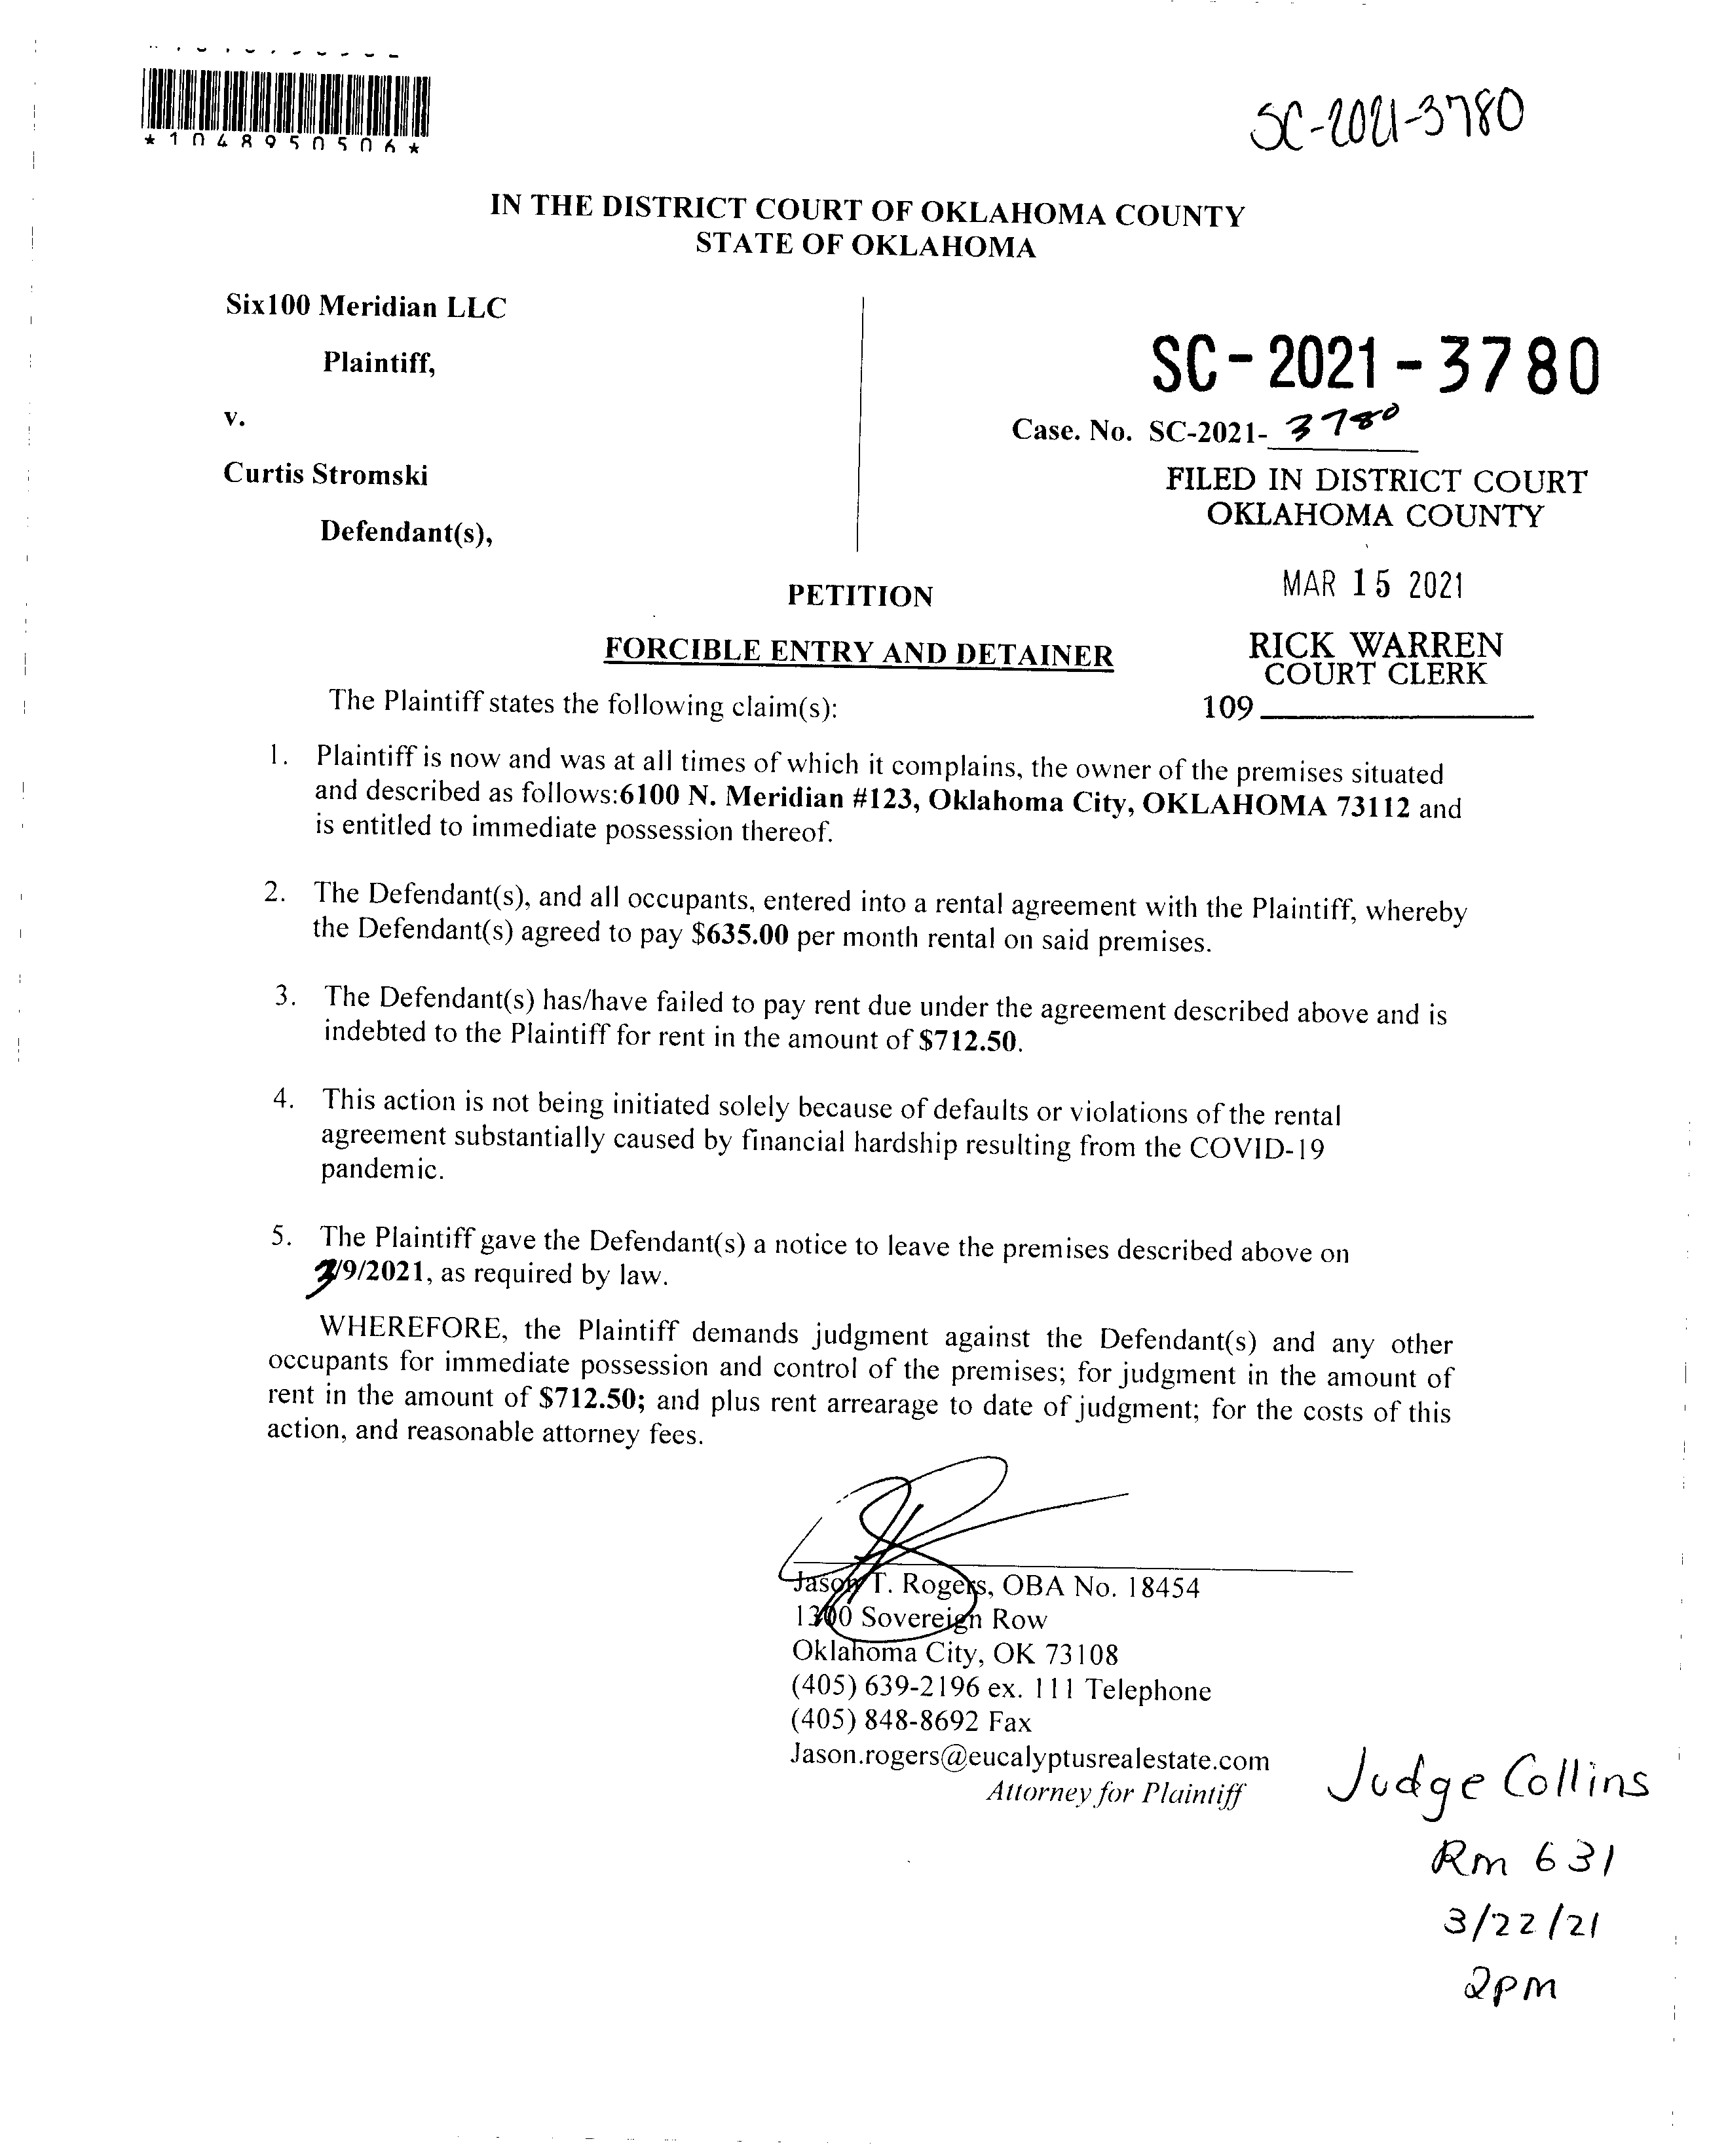 *1048950506*
SC-2021-3780
IN THE DISTRICT COURT OF OKLAHOMA COUNTY
STATE OF OKLAHOMA
Six100 Meridian LLC
Plaintiff,
v.
Curtis Stromski
Defendant(s),
SC-2021-3780
Case. No. SC-2021- 3780
FILED IN DISTRICT COURT
OKLAHOMA COUNTY
MAR 15 2021
RICK WARREN
COURT CLERK
109
PETITION
FORCIBLE ENTRY AND DETAINER
The Plaintiff states the following claim(s):
1. Plaintiff is now and was at all times of which it complains, the owner of the premises situated
and described as follows:6100 N. Meridian #123, Oklahoma City, OKLAHOMA 73112 and
is entitled to immediate possession thereof.
2. The Defendant(s), and all occupants, entered into a rental agreement with the Plaintiff, whereby
the Defendant(s) agreed to pay $635.00 per month rental on said premises.
3. The Defendant(s) has/have failed to pay rent due under the agreement described above and is
indebted to the Plaintiff for rent in the amount of $712.50.
4. This action is not being initiated solely because of defaults or violations of the rental
agreement substantially caused by financial hardship resulting from the COVID-19
pandemic.
5. The Plaintiff gave the Defendant(s) a notice to leave the premises described above on
3/9/2021, as required by law.
WHEREFORE, the Plaintiff demands judgment against the Defendant(s) and any other
occupants for immediate possession and control of the premises; for judgment in the amount of
rent in the amount of $712.50; and plus rent arrearage to date of judgment; for the costs of this
action, and reasonable attorney fees.
Jason T. Rogers, OBA No. 18454
1300 Sovereign Row
Oklahoma City, OK 73108
(405) 639-2196 ex. 111 Telephone
(405) 848-8692 Fax
Jason.rogers@eucalyptusrealestate.com
Attorney for Plaintiff
Judge Collins
Rm 631
3/22/21
2pm